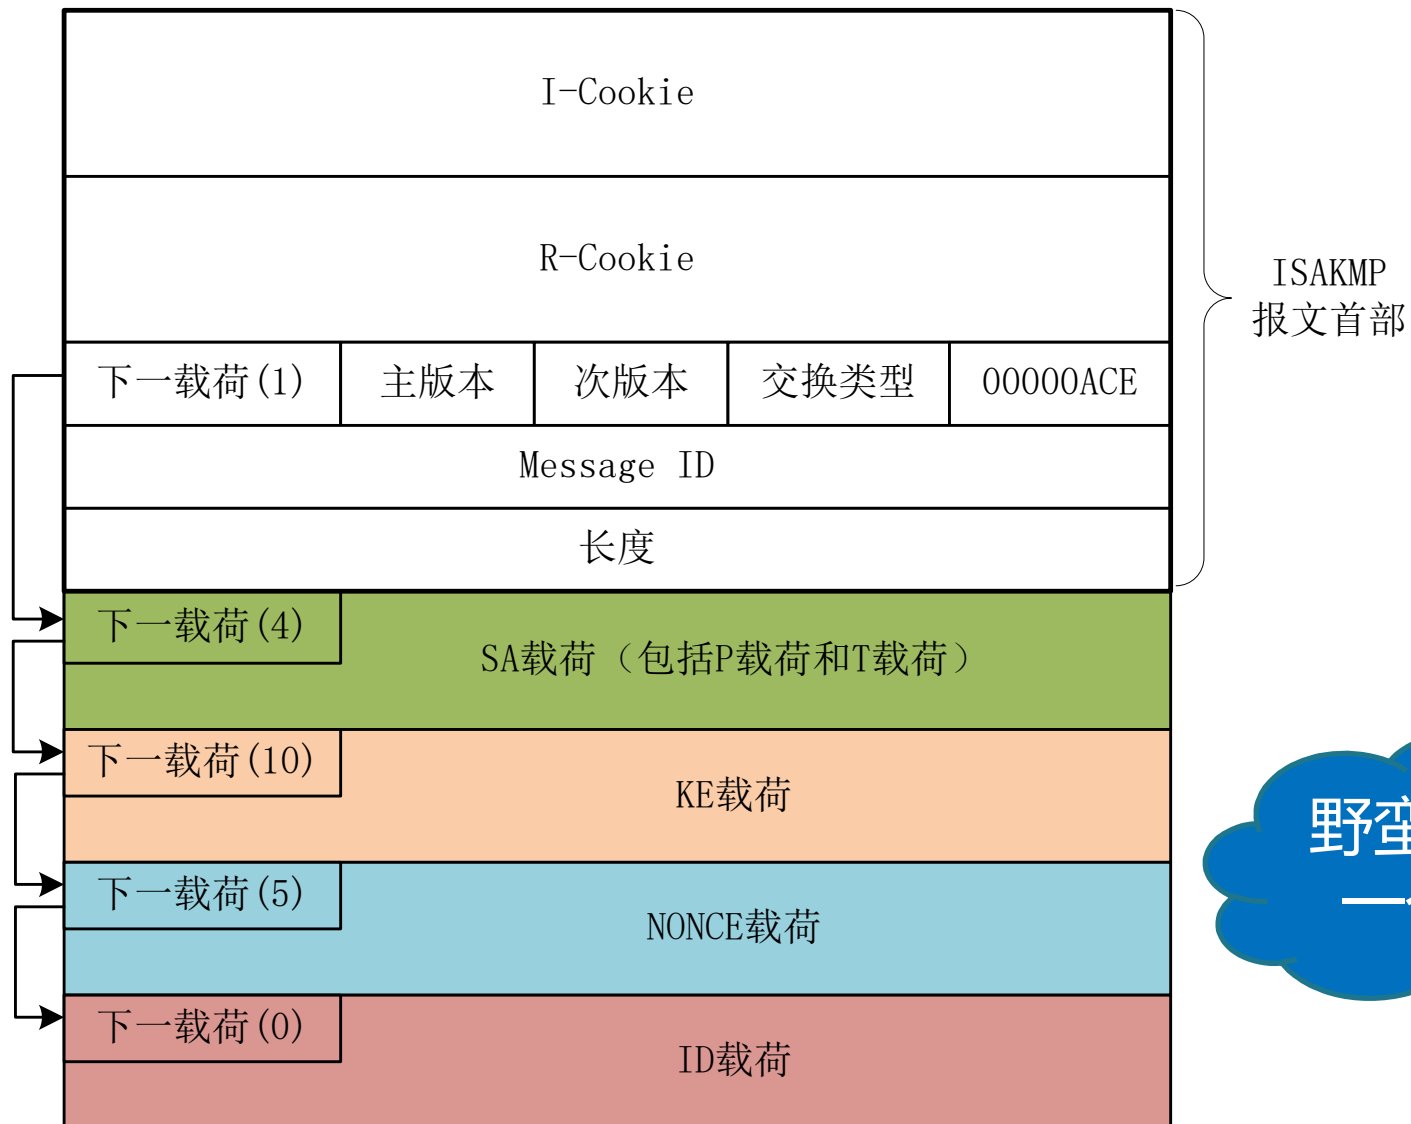 I-Cookie
R-Cookie
ISAKMP
报文首部
下一载荷(1) 主版本 次版本 交换类型 00000ACE
Message ID
长度
下一载荷(4)
SA载荷（包括P载荷和T载荷）
下一载荷(10)
KE载荷
野蛮
一
下一载荷(5)
NONCE载荷
下一载荷(0)
ID载荷